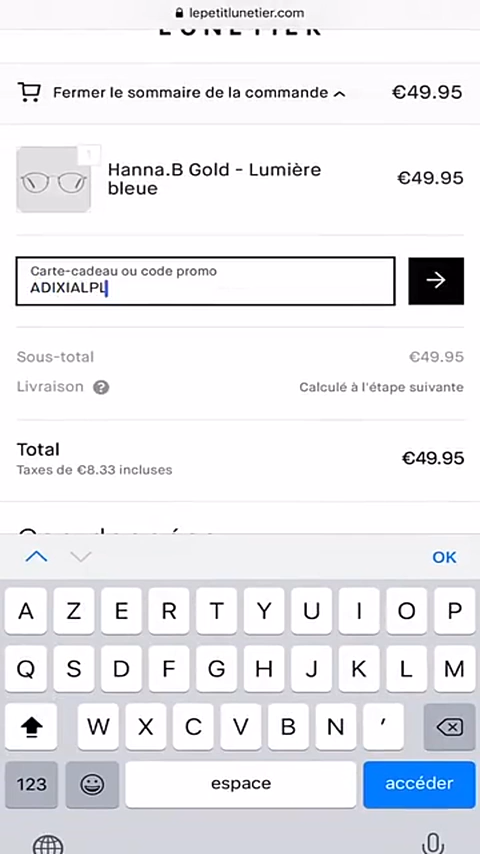 lepetitlunetier.com
LUNETIER
Fermer le sommaire de la commande €49.95
1
Hanna.B Gold - Lumière €49.95
bleue
Carte-cadeau ou code promo
ADIXIALPL
Sous-total €49.95
Livraison ? Calculé à l'étape suivante
Total €49.95
Taxes de €8.33 incluses
OK
A Z E R T Y U I O P
Q S D F G H J K L M
W X C V B N '
123 espace accéder